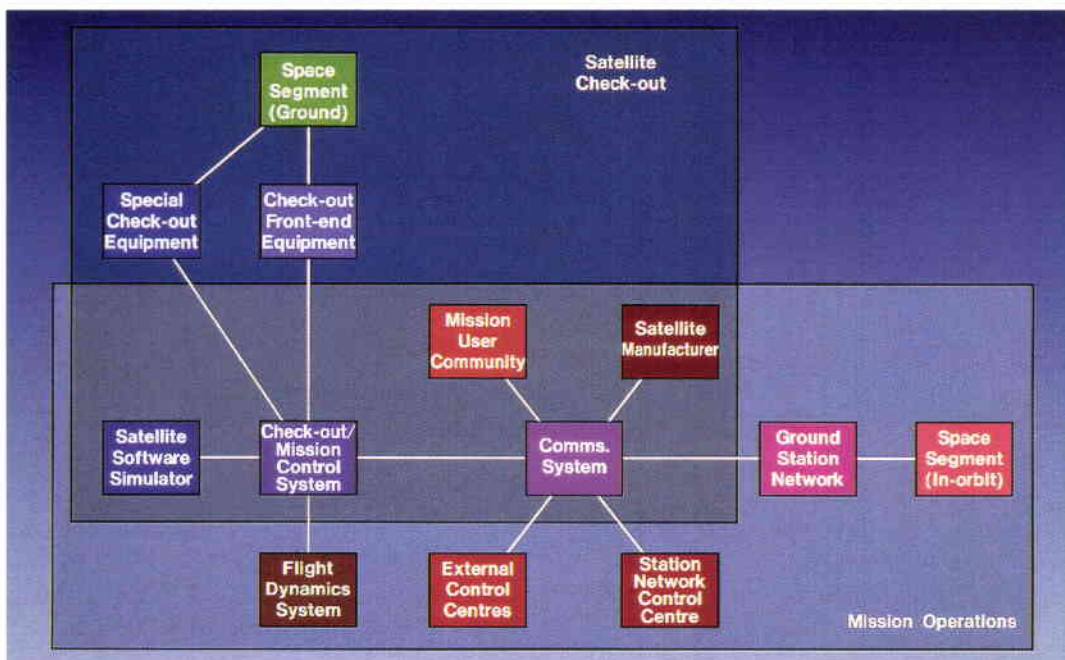 Satellite
Check-out
Space
Segment
(Ground)
Special
Check-out
Equipment
Check-out
Front-end
Equipment
Mission
User
Community
Satellite
Manufacturer
Satellite
Software
Simulator
Check-out/
Mission
Control
System
Comms.
System
Ground
Station
Network
Space
Segment
(In-orbit)
Flight
Dynamics
System
External
Control
Centres
Station
Network
Control
Centre
Mission Operations